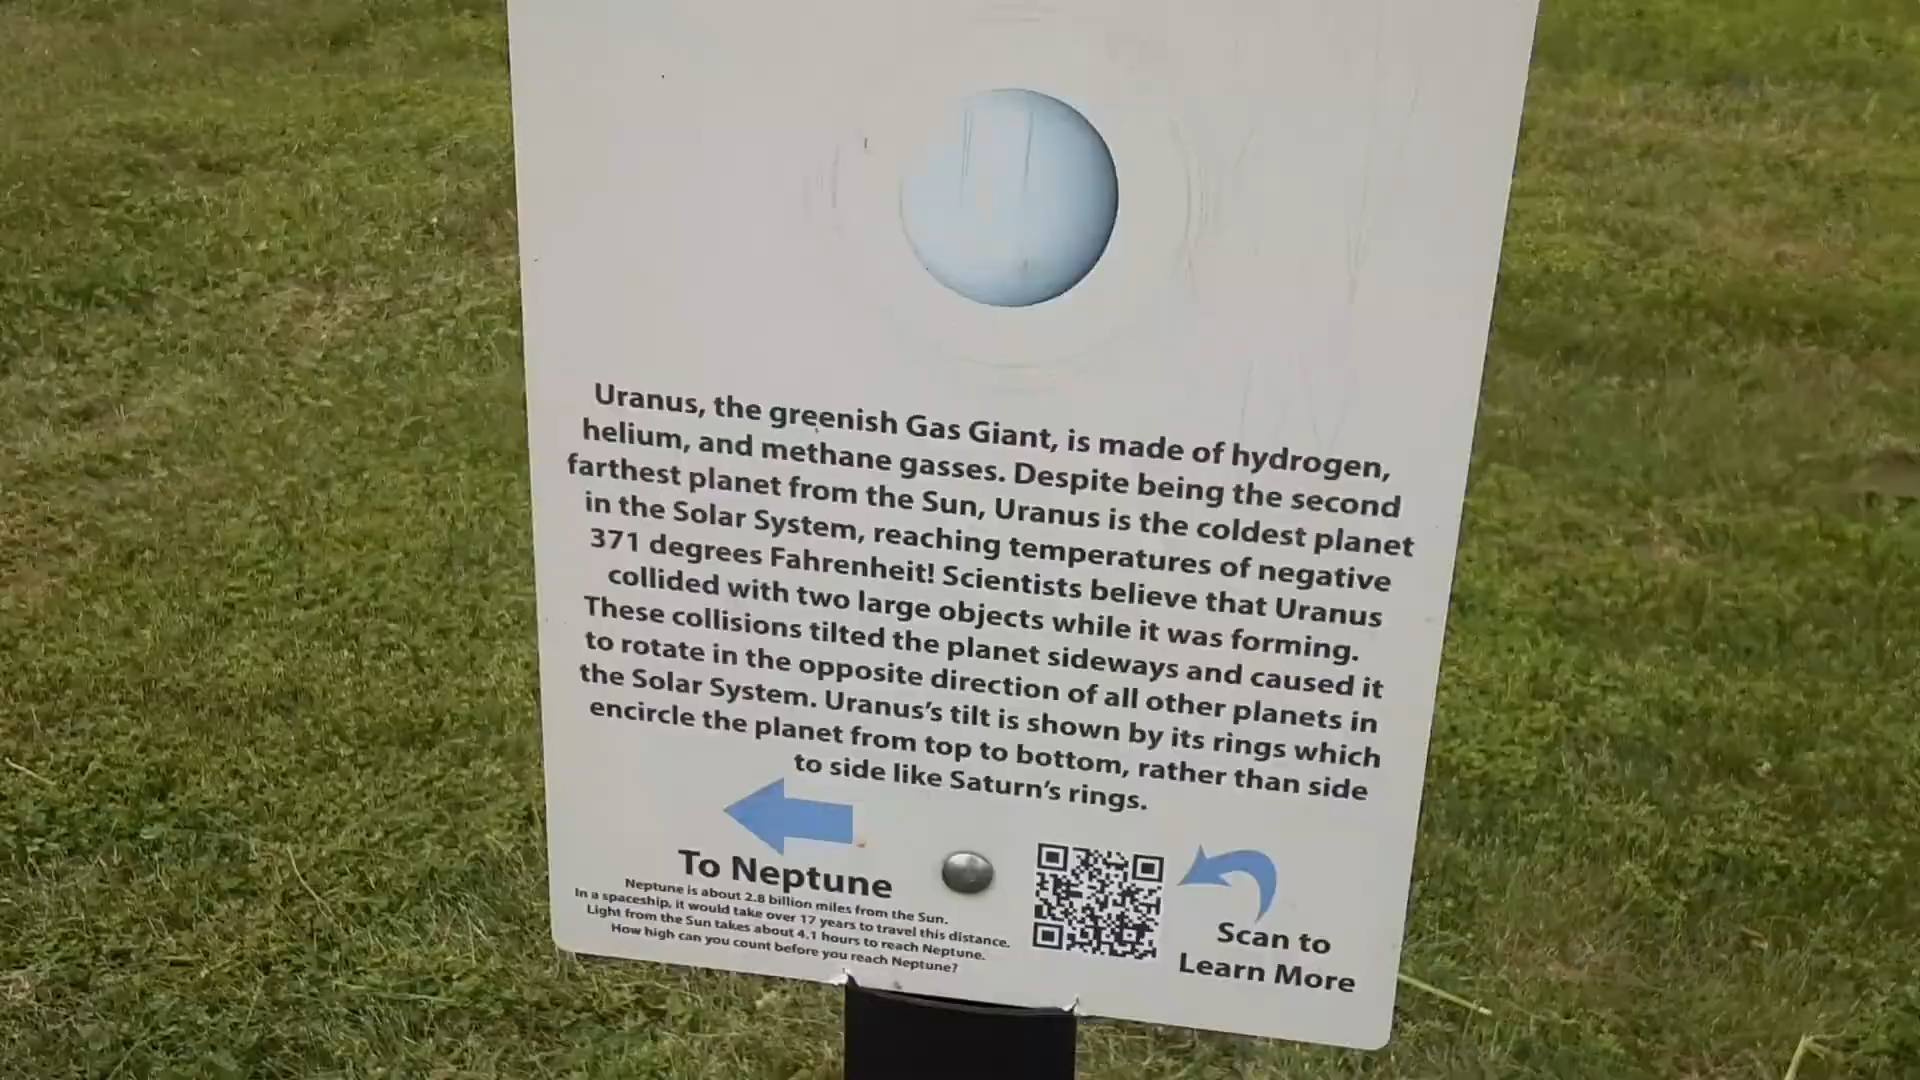 Uranus, the greenish Gas Giant, is made of hydrogen,
helium, and methane gasses. Despite being the second
farthest planet from the Sun, Uranus is the coldest planet
in the Solar System, reaching temperatures of negative
371 degrees Fahrenheit! Scientists believe that Uranus
collided with two large objects while it was forming.
These collisions tilted the planet sideways and caused it
to rotate in the opposite direction of all other planets in
the Solar System. Uranus's tilt is shown by its rings which
encircle the planet from top to bottom, rather than side
to side like Saturn's rings.
To Neptune
Neptune is about 2.8 billion miles from the Sun.
In a spaceship, it would take over 17 years to travel this distance.
Light from the Sun takes about 4.1 hours to reach Neptune.
How high can you count before you reach Neptune?
Scan to
Learn More